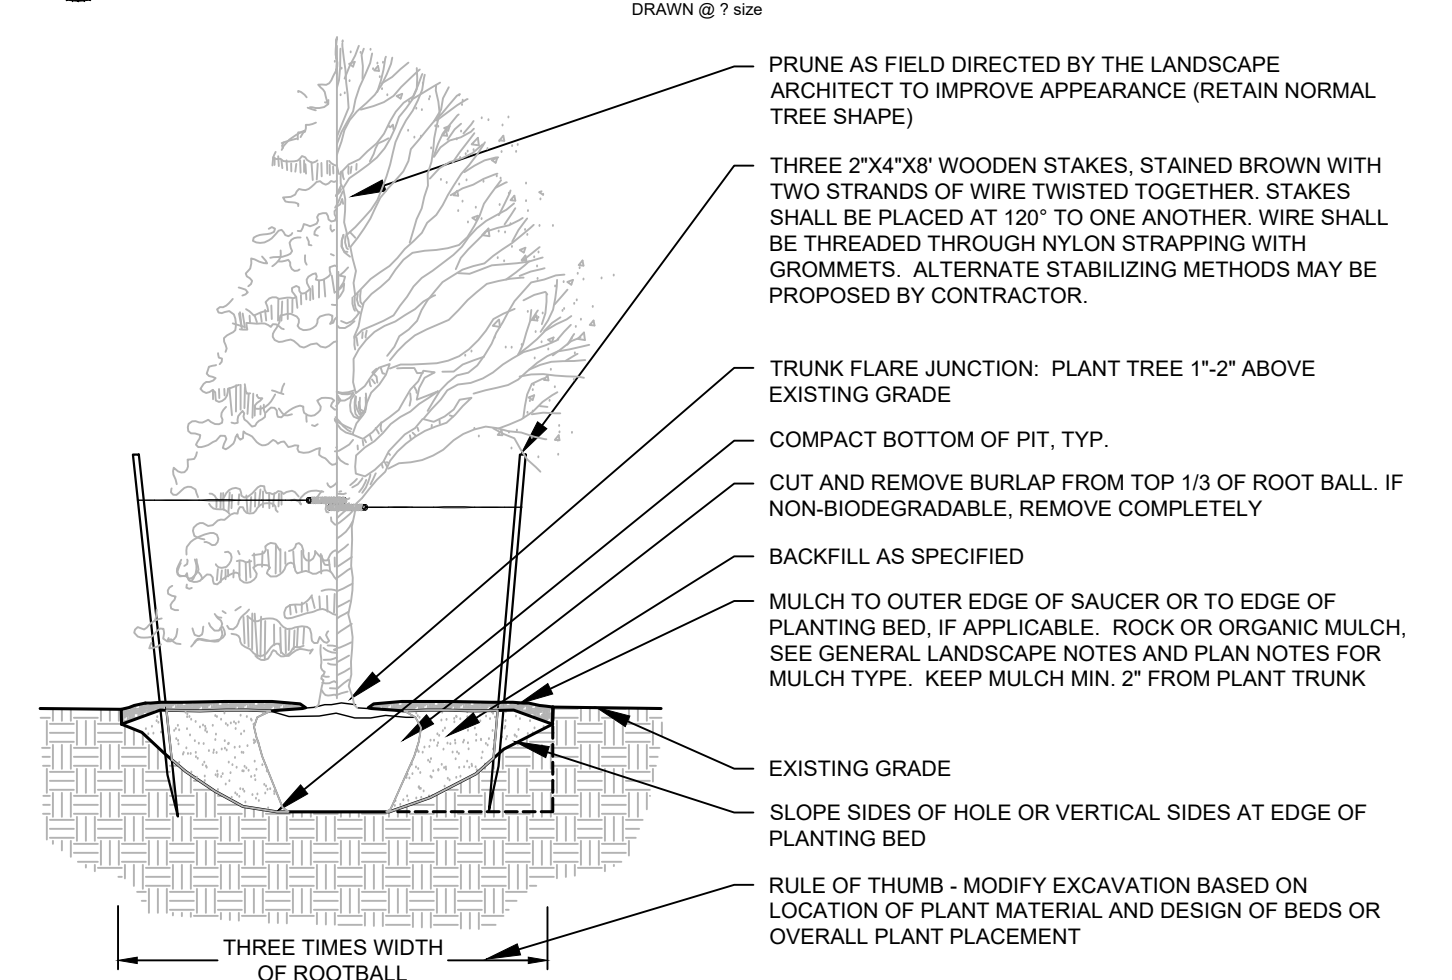 DRAWN @ ? size
PRUNE AS FIELD DIRECTED BY THE LANDSCAPE
ARCHITECT TO IMPROVE APPEARANCE (RETAIN NORMAL
TREE SHAPE)
THREE 2"X4"X8' WOODEN STAKES, STAINED BROWN WITH
TWO STRANDS OF WIRE TWISTED TOGETHER. STAKES
SHALL BE PLACED AT 120° TO ONE ANOTHER. WIRE SHALL
BE THREADED THROUGH NYLON STRAPPING WITH
GROMMETS.  ALTERNATE STABILIZING METHODS MAY BE
PROPOSED BY CONTRACTOR.
TRUNK FLARE JUNCTION:  PLANT TREE 1"-2" ABOVE
EXISTING GRADE
COMPACT BOTTOM OF PIT, TYP.
CUT AND REMOVE BURLAP FROM TOP 1/3 OF ROOT BALL. IF
NON-BIODEGRADABLE, REMOVE COMPLETELY
BACKFILL AS SPECIFIED
MULCH TO OUTER EDGE OF SAUCER OR TO EDGE OF
PLANTING BED, IF APPLICABLE.  ROCK OR ORGANIC MULCH,
SEE GENERAL LANDSCAPE NOTES AND PLAN NOTES FOR
MULCH TYPE.  KEEP MULCH MIN. 2" FROM PLANT TRUNK
EXISTING GRADE
SLOPE SIDES OF HOLE OR VERTICAL SIDES AT EDGE OF
PLANTING BED
RULE OF THUMB - MODIFY EXCAVATION BASED ON
LOCATION OF PLANT MATERIAL AND DESIGN OF BEDS OR
OVERALL PLANT PLACEMENT
THREE TIMES WIDTH
OF ROOTBALL